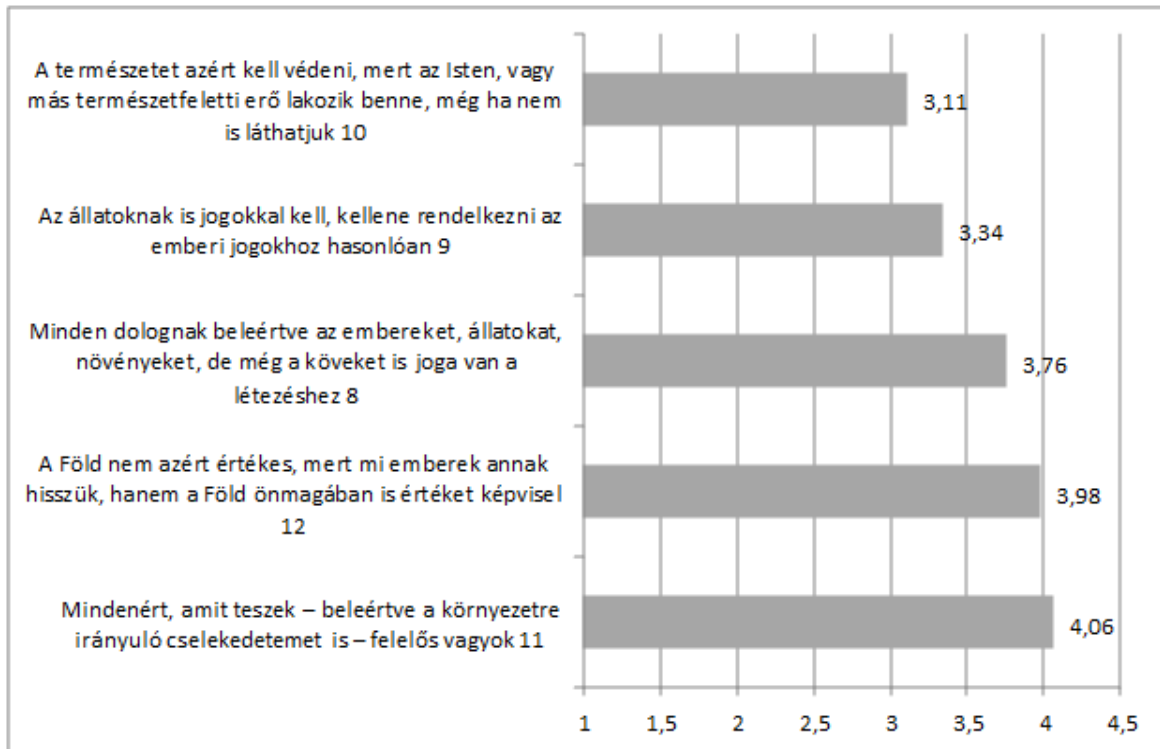 A természetet azért kell védeni, mert az Isten, vagy
más természetfeletti erő lakozik benne, még ha nem
is láthatjuk 10
3,11
Az állatoknak is jogokkal kell, kellene rendelkezni az
emberi jogokhoz hasonlóan 9
3,34
Minden dolognak beleértve az embereket, állatokat,
növényeket, de még a köveket is joga van a
létezéshez 8
3,76
A Föld nem azért értékes, mert mi emberek annak
hisszük, hanem a Föld önmagában is értéket képvisel
12
3,98
Mindenért, amit teszek – beleértve a környezetre
irányuló cselekedetemet is – felelős vagyok 11
4,06
1 1,5 2 2,5 3 3,5 4 4,5